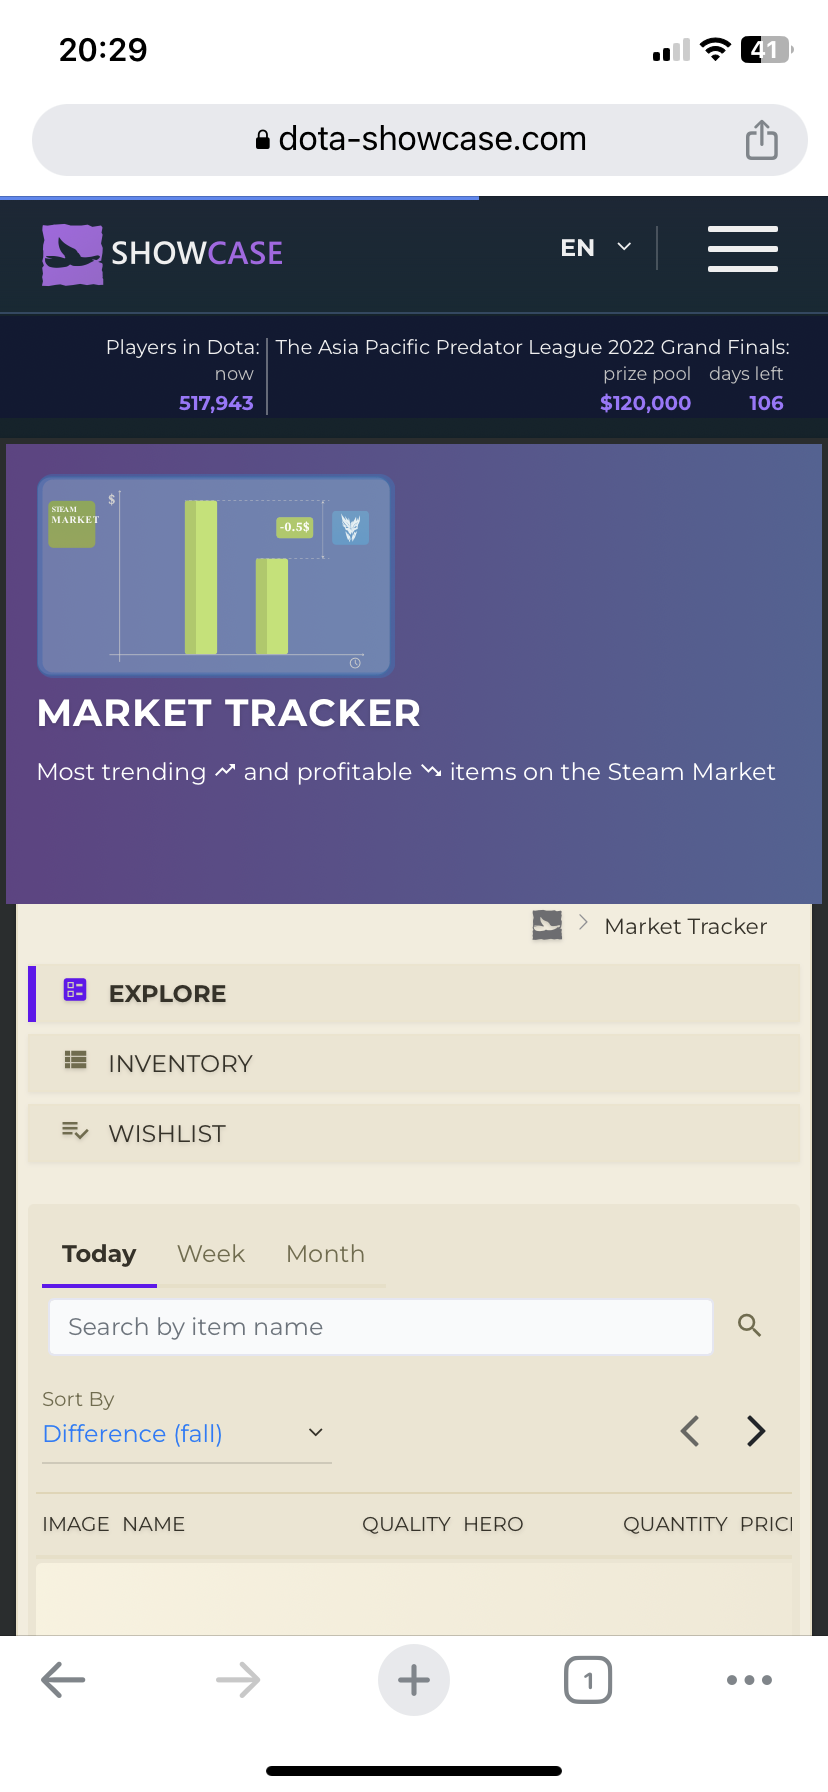 20:29
41
dota-showcase.com
SHOWCASE
EN
Players in Dota:
now
517,943
The Asia Pacific Predator League 2022 Grand Finals:
prize pool days left
$120,000 106
$
STEAM
MARKET
-0.5$
MARKET TRACKER
Most trending and profitable items on the Steam Market
Market Tracker
EXPLORE
INVENTORY
WISHLIST
Today Week Month
Search by item name
Sort By
Difference (fall)
IMAGE NAME QUALITY HERO QUANTITY PRICI
1